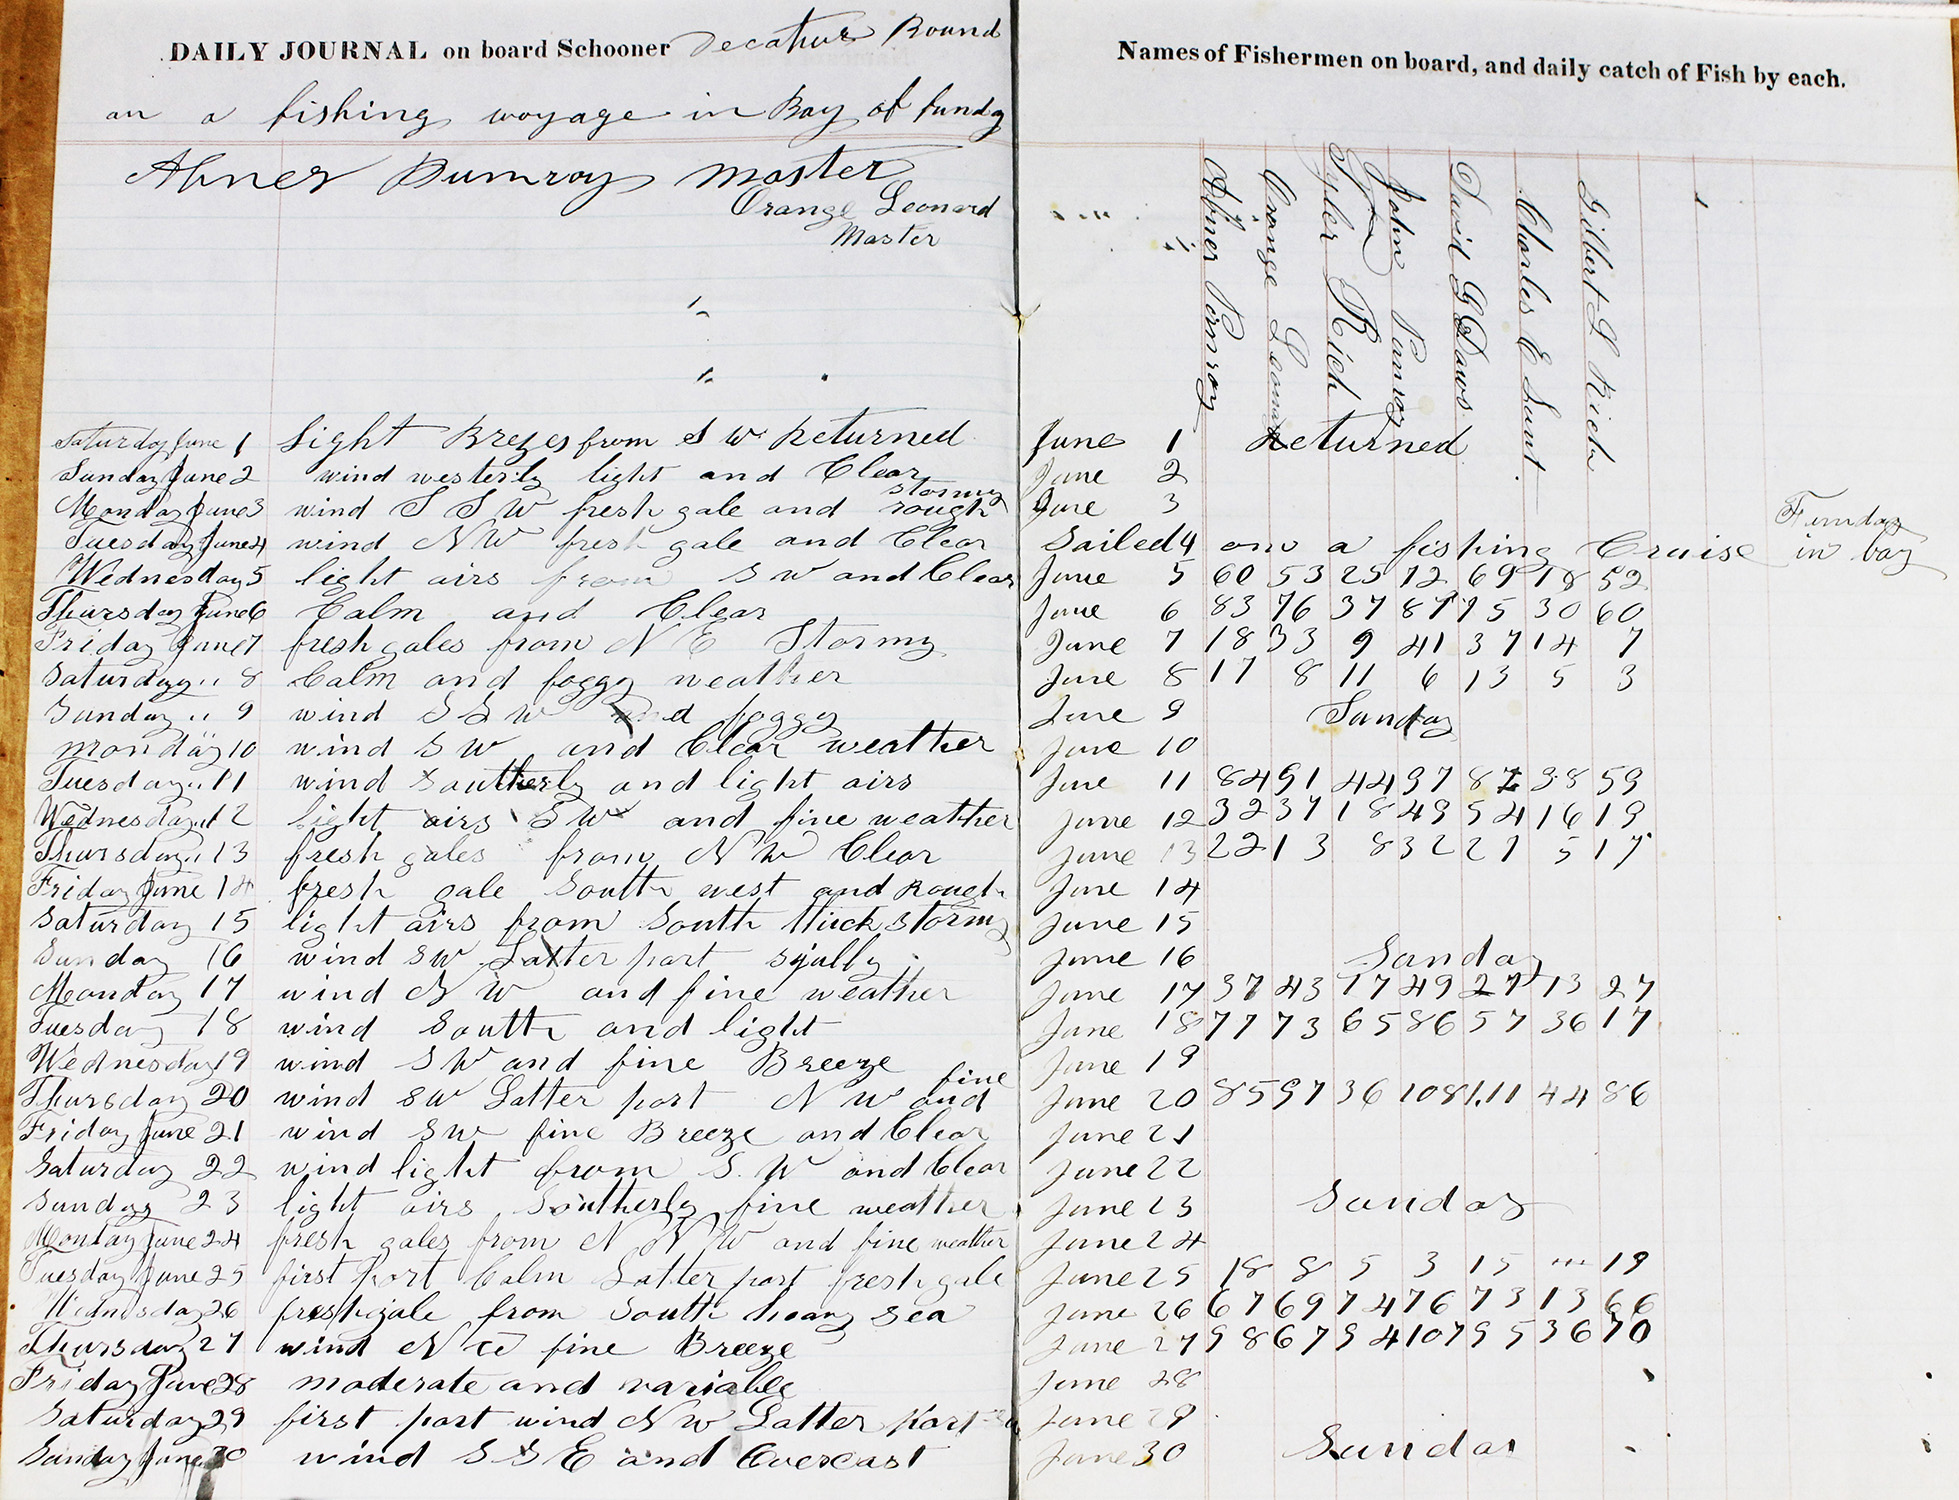 DAILY JOURNAL on board Schooner Decature Bound
on a fishing woyage in Bay of fundy
Abner Pumroy Master
Orange Leonard
Master
Saturday June 1 Light Brezes from S W Returned
Sunday June 2 wind westerly light and Clear
Monday June 3 wind S S W fresh gale and stormy rough
Tuesday June 4 wind NW fresh gale and Clear
Wednesday 5 light airs from S W and Clear
Thursday June 6 Calm and Clear
Friday June 7 fresh gales from N E Stormy
Saturday " 8 Calm and foggy weather
Sunday " 9 wind S S W and foggy
monday 10 wind S W and Clear weather
Tuesday " 11 wind Southerly and light airs
Wednesday " 12 light airs S W and fine weather
Thursday " 13 fresh gales from N W Clear
Friday June 14 fresh gale South west and Rough
Saturday 15 light airs from South thick stormy
Sunday 16 wind SW Latter part
Monday 17 wind N W and fine weather
Tuesday 18 wind South and light
Wednesday 19 wind S W and fine Breeze
Thursday 20 wind SW Latter part N W and fine
Friday June 21 wind S W fine Breeze and Clear
Saturday 22 wind light from S. W and Clear
Sunday 23 light airs Southerly fine weather
Monday June 24 fresh gales from N N W and fine weather
Tuesday June 25 first Port Calm Latter part fresh gale
Wednesday 26 fresh gale from South heavy sea
Thursday 27 wind N W fine Breeze
Friday June 28 moderate and variable
Saturday 29 first part wind N W Latter part
Sunday June 30 wind S S E and Overcast
Names of Fishermen on board, and daily catch of Fish by each.
Abner Pomroy
Orange Leonard
Tyler Rich
John Pumroy
David G Daws
Charles E Lunt
Gilbert L Rich
June 1 Returned
June 2
June 3
Sailed 4 on a fishing Cruise in bay Funday
June 5 60 53 25 72 69 18 52
June 6 83 76 37 87 75 30 60
June 7 18 33 9 41 37 14 7
June 8 17 8 11 6 13 5 3
June 9 Sunday
June 10
June 11 84 91 44 97 87 38 59
June 12 32 37 18 49 54 16 19
June 13 22 13 8 32 27 5 17
June 14
June 15
June 16 Sunday
June 17 37 43 17 49 27 13 27
June 18 77 73 65 86 57 36 17
June 19
June 20 85 97 36 108 111 44 86
June 21
June 22
June 23 Sunday
June 24
June 25 18 8 5 3 15 " 19
June 26 67 69 74 76 73 13 66
June 27 98 67 94 107 95 36 70
June 28
June 29
June 30 Sunday